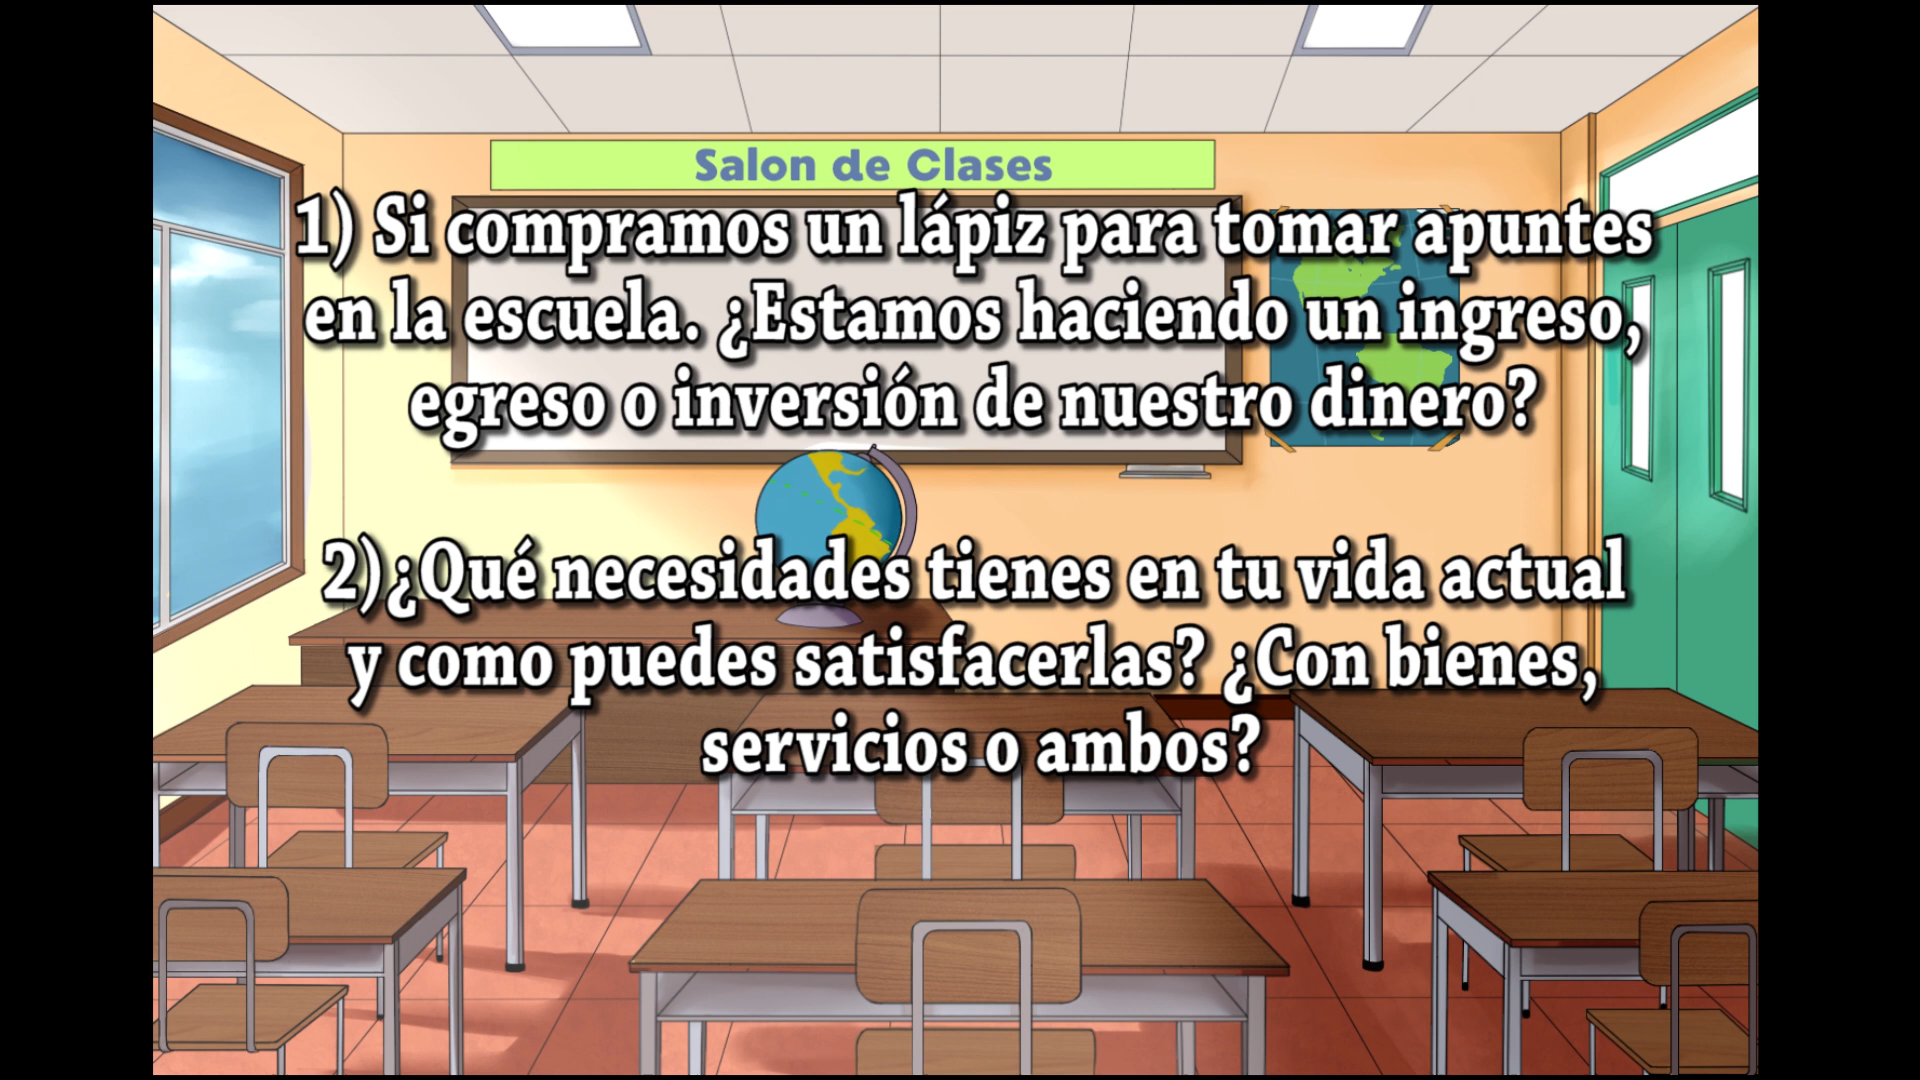 Salon de Clases
1) Si compramos un lápiz para tomar apuntes
en la escuela. ¿Estamos haciendo un ingreso,
egreso o inversión de nuestro dinero?
2)¿Qué necesidades tienes en tu vida actual
y como puedes satisfacerlas? ¿Con bienes,
servicios o ambos?